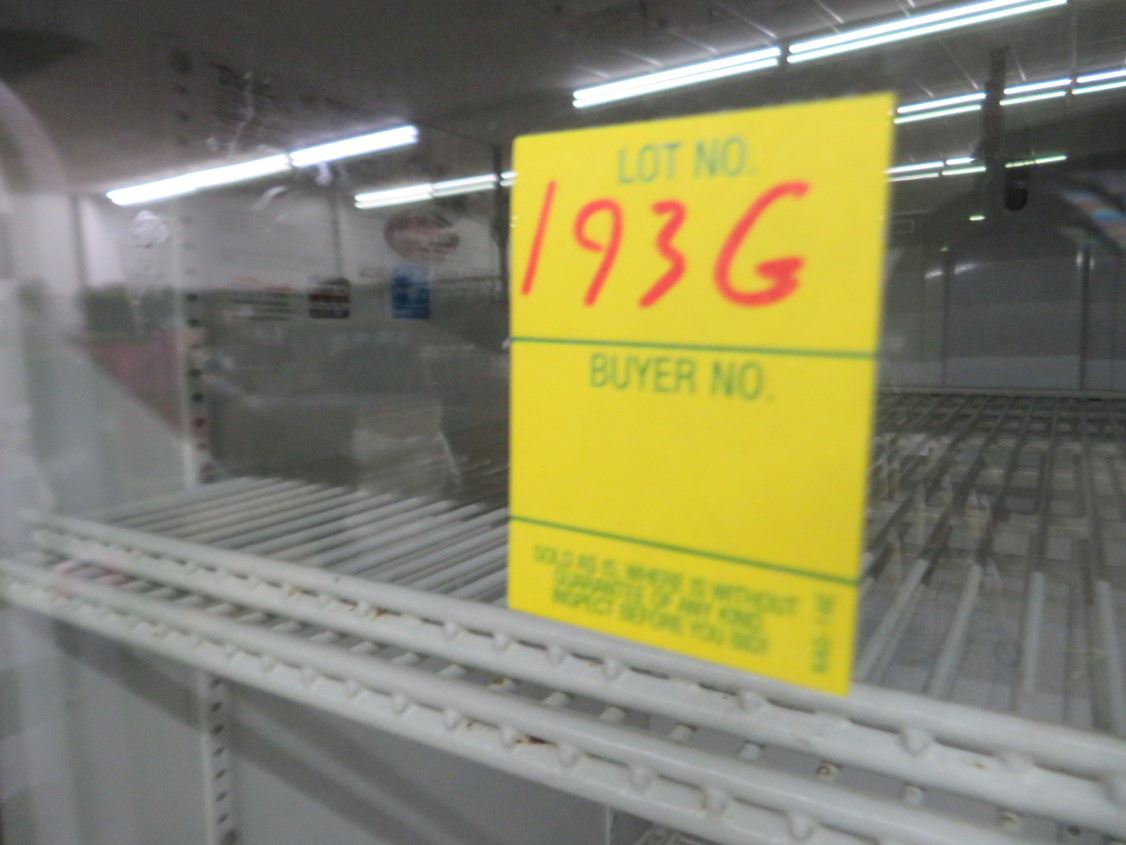 LOT NO.
193G
BUYER NO.
SOLD AS IS, WHERE IS WITHOUT
GUARANTEE OF ANY KIND.
INSPECT BEFORE YOU BID!